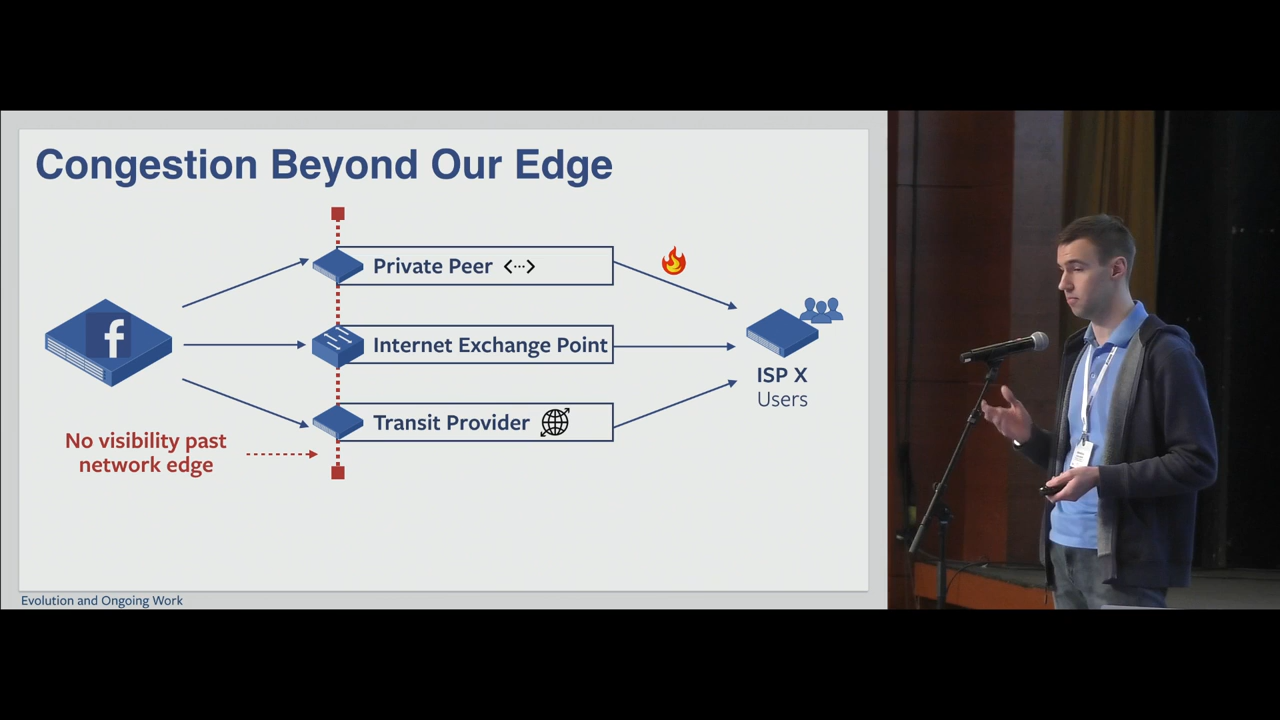 Congestion Beyond Our Edge
Private Peer
Internet Exchange Point
Transit Provider
No visibility past
network edge
ISP X
Users
Evolution and Ongoing Work